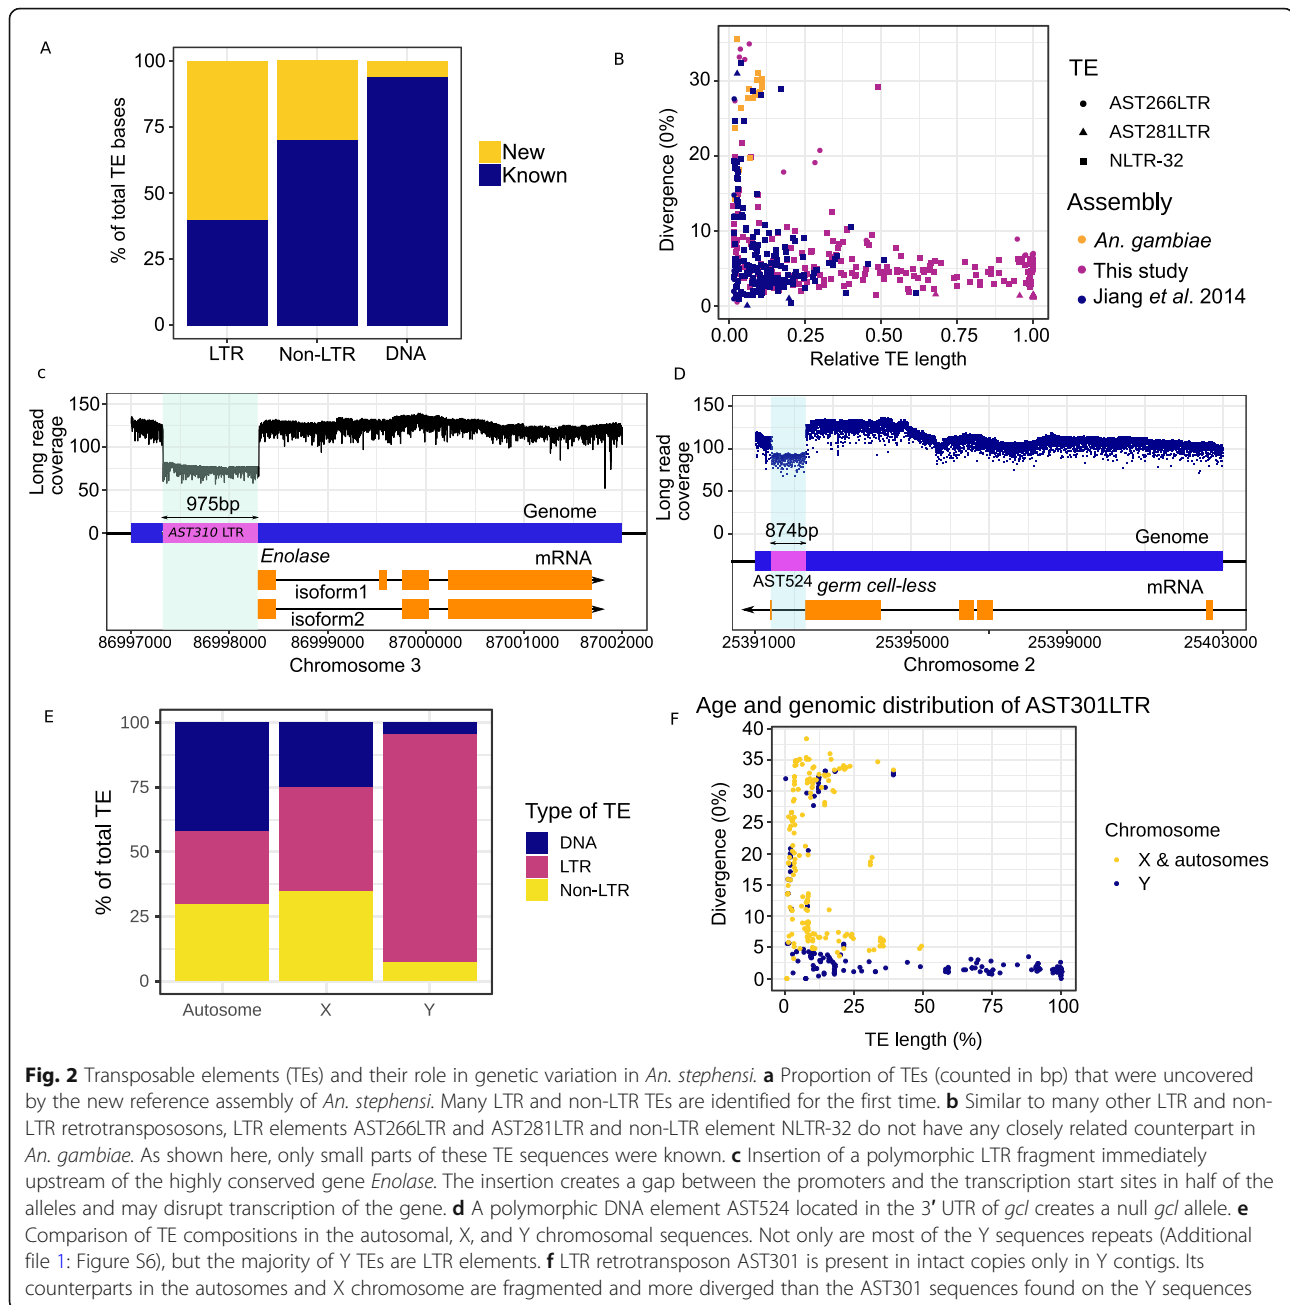 A
100
75
50
25
0
% of total TE bases
LTR
Non-LTR
DNA
New
Known
B
30
20
10
0
Divergence (0%)
0.00
0.25
0.50
0.75
1.00
Relative TE length
TE
AST266LTR
AST281LTR
NLTR-32
Assembly
An. gambiae
This study
Jiang et al. 2014
c
150
100
50
0
Long read
coverage
975bp
Genome
AST310 LTR
Enolase
mRNA
isoform1
isoform2
86997000
86998000
86999000
87000000
87001000
87002000
Chromosome 3
D
150
100
50
0
Long read
coverage
874bp
Genome
AST524
germ cell-less
mRNA
25391000
25395000
25399000
25403000
Chromosome 2
E
100
75
50
25
0
% of total TE
Autosome
X
Y
Type of TE
DNA
LTR
Non-LTR
F
Age and genomic distribution of AST301LTR
40
35
30
25
20
15
10
5
0
Divergence (0%)
0
25
50
75
100
TE length (%)
Chromosome
X & autosomes
Y
Fig. 2 Transposable elements (TEs) and their role in genetic variation in An. stephensi. a Proportion of TEs (counted in bp) that were uncovered
by the new reference assembly of An. stephensi. Many LTR and non-LTR TEs are identified for the first time. b Similar to many other LTR and non-
LTR retrotranspososons, LTR elements AST266LTR and AST281LTR and non-LTR element NLTR-32 do not have any closely related counterpart in
An. gambiae. As shown here, only small parts of these TE sequences were known. c Insertion of a polymorphic LTR fragment immediately
upstream of the highly conserved gene Enolase. The insertion creates a gap between the promoters and the transcription start sites in half of the
alleles and may disrupt transcription of the gene. d A polymorphic DNA element AST524 located in the 3′ UTR of gcl creates a null gcl allele. e
Comparison of TE compositions in the autosomal, X, and Y chromosomal sequences. Not only are most of the Y sequences repeats (Additional
file 1: Figure S6), but the majority of Y TEs are LTR elements. f LTR retrotransposon AST301 is present in intact copies only in Y contigs. Its
counterparts in the autosomes and X chromosome are fragmented and more diverged than the AST301 sequences found on the Y sequences